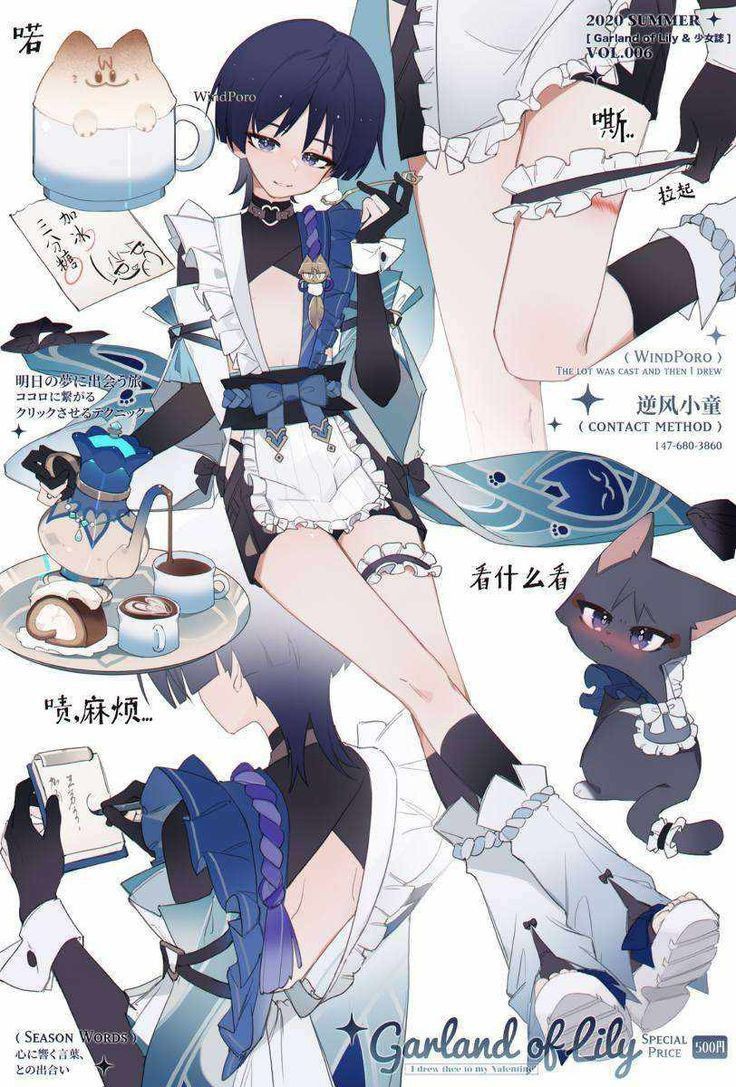 喏
WindPoro
2020 SUMMER
[ Garland of Lily & 少女誌 ]
VOL.006
嘶..
拉起
加冰
三分糖
明日の夢に出会う旅
ココロに繋がる
クリックさせるテクニック
( WindPoro )
The lot was cast and then I drew
逆风小童
( CONTACT METHOD )
147-680-3860
看什么看
啧,麻烦...
( Season Words )
心に響く言葉、
との出合い
Garland of Lily
I drew thee to my Valentine
Special
Price
500円